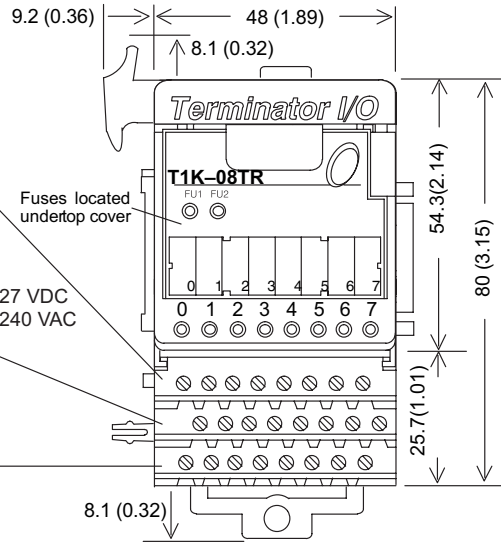 9.2 (0.36)
48 (1.89)
8.1 (0.32)
Terminator I/O
T1K–08TR
FU1 FU2
Fuses located
undertop cover
0 1 2 3 4 5 6 7
0 1 2 3 4 5 6 7
27 VDC
240 VAC
54.3(2.14)
80 (3.15)
25.7(1.01)
8.1 (0.32)